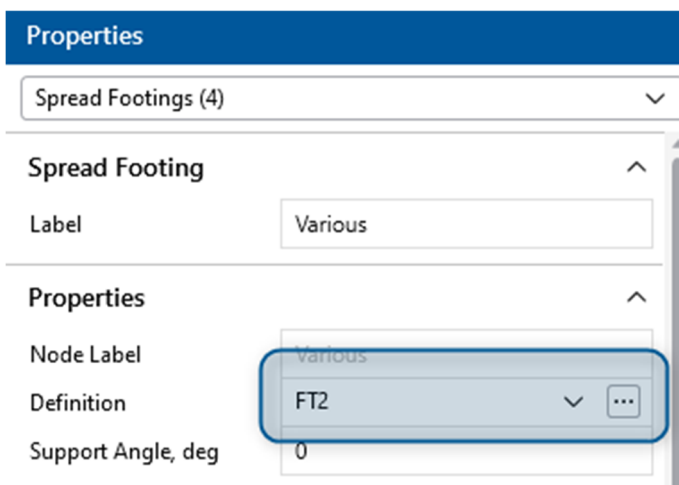 Properties
Spread Footings (4)
Spread Footing
Label Various
Properties
Node Label Various
Definition FT2 ...
Support Angle, deg 0